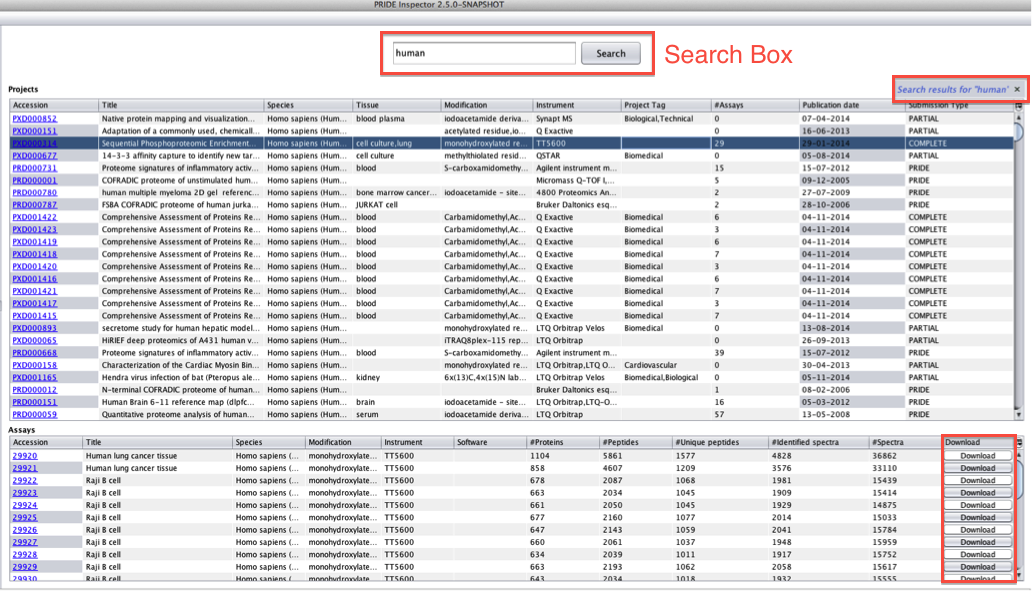 PRIDE Inspector 2.5.0-SNAPSHOT
human Search Search Box
Projects Search results for "human" ×
Accession Title Species Tissue Modification Instrument Project Tag #Assays Publication date Submission Type
PXD000852 Native protein mapping and visualization... Homo sapiens (Hum... blood plasma iodoacetamide deriva... Synapt MS Biological,Technical 0 07-04-2014 PARTIAL
PXD000151 Adaptation of a commonly used, chemicall... Homo sapiens (Hum... acetylated residue,io... Q Exactive 0 16-06-2013 PARTIAL
PXD000314 Sequential Phosphoproteomic Enrichment... Homo sapiens (Hum... cell culture,lung monohydroxylated re... TT5600 29 29-01-2014 COMPLETE
PXD000677 14-3-3 affinity capture to identify new tar... Homo sapiens (Hum... cell culture methylthiolated resid... QSTAR Biomedical 0 05-08-2014 PARTIAL
PRD000731 Proteome signatures of inflammatory activ... Homo sapiens (Hum... blood S-carboxamidomethy... Agilent instrument m... 15 15-07-2012 PRIDE
PRD000001 COFRADIC proteome of unstimulated hum... Homo sapiens (Hum... Micromass Q-TOF I,... 5 09-12-2005 PRIDE
PRD000780 human multiple myeloma 2D gel referenc... Homo sapiens (Hum... bone marrow cancer... iodoacetamide - site... 4800 Proteomics An... 2 27-07-2009 PRIDE
PRD000787 FSBA COFRADIC proteome of human jurka... Homo sapiens (Hum... JURKAT cell Bruker Daltonics esq... 2 28-10-2006 PRIDE
PXD001422 Comprehensive Assessment of Proteins Re... Homo sapiens (Hum... blood Carbamidomethyl,Ac... Q Exactive Biomedical 6 04-11-2014 COMPLETE
PXD001423 Comprehensive Assessment of Proteins Re... Homo sapiens (Hum... blood Carbamidomethyl,Ac... Q Exactive Biomedical 3 04-11-2014 COMPLETE
PXD001419 Comprehensive Assessment of Proteins Re... Homo sapiens (Hum... blood Carbamidomethyl,Ac... Q Exactive Biomedical 6 04-11-2014 COMPLETE
PXD001418 Comprehensive Assessment of Proteins Re... Homo sapiens (Hum... blood Carbamidomethyl,Ac... Q Exactive Biomedical 7 04-11-2014 COMPLETE
PXD001420 Comprehensive Assessment of Proteins Re... Homo sapiens (Hum... blood Carbamidomethyl,Ac... Q Exactive Biomedical 3 04-11-2014 COMPLETE
PXD001416 Comprehensive Assessment of Proteins Re... Homo sapiens (Hum... blood Carbamidomethyl,Ac... Q Exactive Biomedical 6 04-11-2014 COMPLETE
PXD001421 Comprehensive Assessment of Proteins Re... Homo sapiens (Hum... blood Carbamidomethyl,Ac... Q Exactive Biomedical 7 04-11-2014 COMPLETE
PXD001417 Comprehensive Assessment of Proteins Re... Homo sapiens (Hum... blood Carbamidomethyl,Ac... Q Exactive Biomedical 3 04-11-2014 COMPLETE
PXD001415 Comprehensive Assessment of Proteins Re... Homo sapiens (Hum... blood Carbamidomethyl,Ac... Q Exactive Biomedical 7 04-11-2014 COMPLETE
PXD000893 secretome study for human hepatic model... Homo sapiens (Hum... monohydroxylated re... LTQ Orbitrap Velos Biomedical 0 13-08-2014 PARTIAL
PXD000065 HiRIEF deep proteomics of A431 human v... Homo sapiens (Hum... iTRAQ8plex-115 rep... LTQ Orbitrap 0 26-09-2013 PARTIAL
PRD000668 Proteome signatures of inflammatory activ... Homo sapiens (Hum... blood S-carboxamidomethy... Agilent instrument m... 39 15-07-2012 PRIDE
PXD000158 Characterization of the Cardiac Myosin Bin... Homo sapiens (Hum... monohydroxylated re... LTQ Orbitrap,LTQ O... Cardiovascular 0 30-04-2013 PARTIAL
PXD001165 Hendra virus infection of bat (Pteropus ale... Homo sapiens (Hum... kidney 6x(13)C,4x(15)N lab... LTQ Orbitrap Velos Biomedical,Biological 0 05-11-2014 PARTIAL
PRD000012 N-terminal COFRADIC proteome of human... Homo sapiens (Hum... Bruker Daltonics esq... 1 08-02-2006 PRIDE
PRD000151 Human Brain 6-11 reference map (dlpfc... Homo sapiens (Hum... brain iodoacetamide - site... LTQ Orbitrap,LTQ-O... 16 05-03-2012 PRIDE
PRD000059 Quantitative proteome analysis of human... Homo sapiens (Hum... serum iodoacetamide deriva... LTQ Orbitrap 57 13-05-2008 PRIDE
Assays
Accession Title Species Modification Instrument Software #Proteins #Peptides #Unique peptides #Identified spectra #Spectra Download
29920 Human lung cancer tissue Homo sapiens (... monohydroxylate... TT5600 1104 5861 1577 4828 36862 Download
29921 Human lung cancer tissue Homo sapiens (... monohydroxylate... TT5600 858 4607 1209 3576 33110 Download
29922 Raji B cell Homo sapiens (... monohydroxylate... TT5600 678 2087 1068 1981 15439 Download
29923 Raji B cell Homo sapiens (... monohydroxylate... TT5600 663 2034 1045 1909 15414 Download
29924 Raji B cell Homo sapiens (... monohydroxylate... TT5600 661 2050 1045 1929 14875 Download
29925 Raji B cell Homo sapiens (... monohydroxylate... TT5600 677 2160 1077 2014 15033 Download
29926 Raji B cell Homo sapiens (... monohydroxylate... TT5600 647 2143 1059 2041 15784 Download
29927 Raji B cell Homo sapiens (... monohydroxylate... TT5600 660 2061 1037 1948 15959 Download
29928 Raji B cell Homo sapiens (... monohydroxylate... TT5600 634 2039 1011 1917 15752 Download
29929 Raji B cell Homo sapiens (... monohydroxylate... TT5600 663 2193 1062 2058 15617 Download
29930 Raji B cell Homo sapiens (... monohydroxylate... TT5600 643 2034 1018 1932 15555 Download